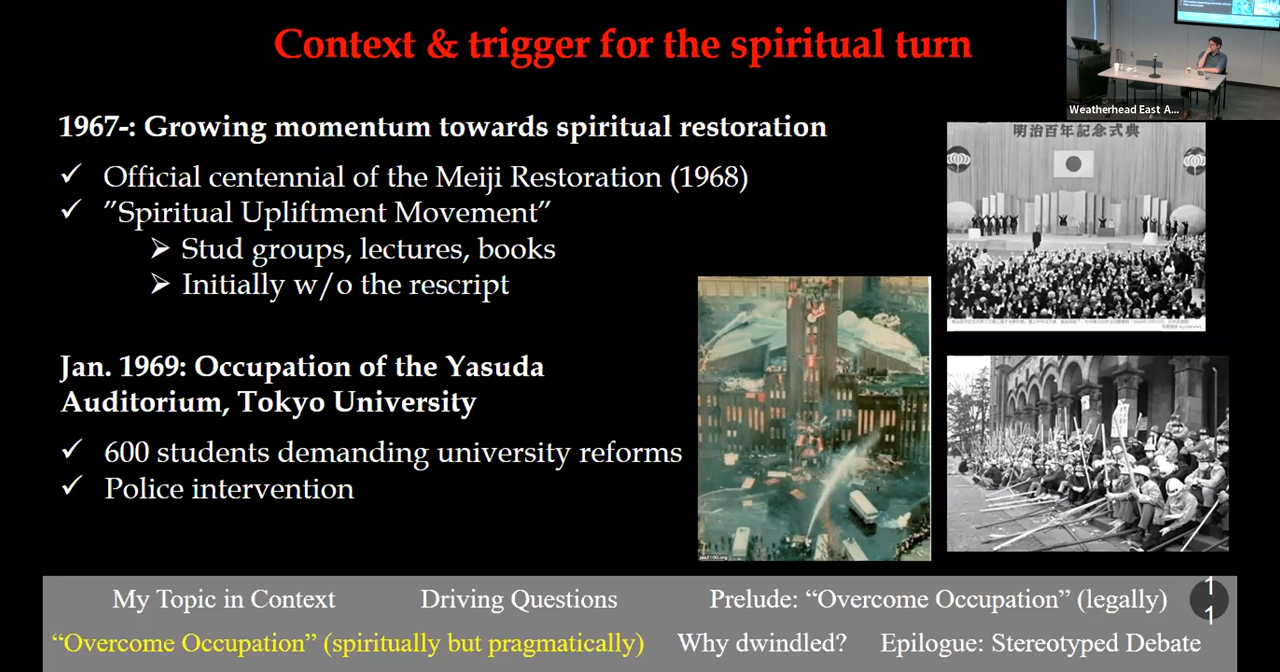 Context & trigger for the spiritual turn
Weatherhead East A...
1967-: Growing momentum towards spiritual restoration
✓ Official centennial of the Meiji Restoration (1968)
✓ ”Spiritual Upliftment Movement”
➢ Stud groups, lectures, books
➢ Initially w/o the rescript
明治百年記念式典
Jan. 1969: Occupation of the Yasuda
Auditorium, Tokyo University
✓ 600 students demanding university reforms
✓ Police intervention
My Topic in Context
Driving Questions
Prelude: “Overcome Occupation” (legally)
1
1
“Overcome Occupation” (spiritually but pragmatically)
Why dwindled?
Epilogue: Stereotyped Debate